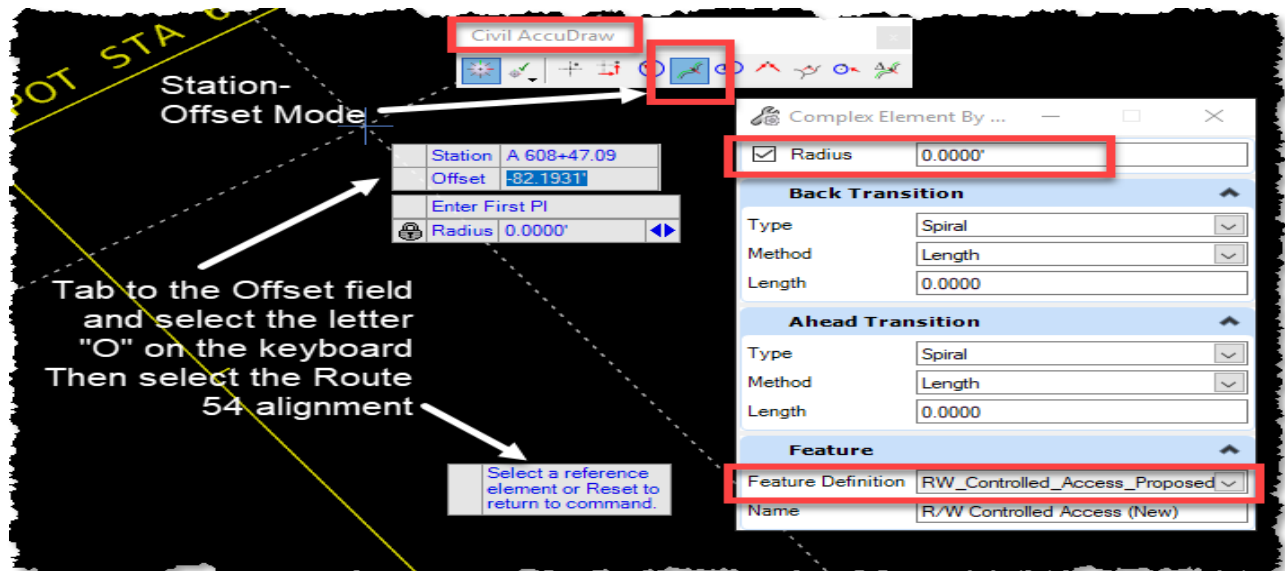 POT STA 6
Civil AccuDraw
x
Station-
Offset Mode
Station A 608+47.09
Offset -82.1931'
Enter First PI
Radius 0.0000'
Tab to the Offset field
and select the letter
"O" on the keyboard
Then select the Route
54 alignment
Select a reference
element or Reset to
return to command.
Complex Element By ...
Radius 0.0000'
Back Transition
Type Spiral
Method Length
Length 0.0000
Ahead Transition
Type Spiral
Method Length
Length 0.0000
Feature
Feature Definition RW_Controlled_Access_Proposed
Name R/W Controlled Access (New)